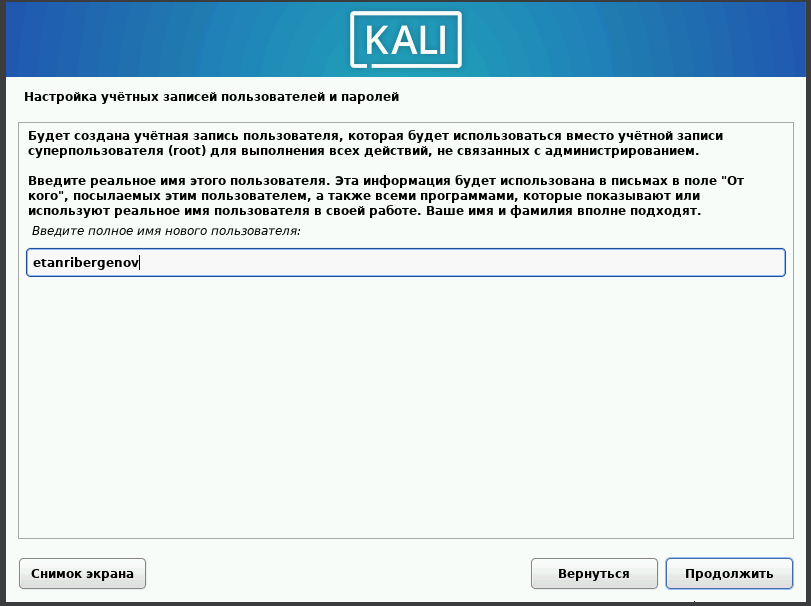 KALI
Настройка учётных записей пользователей и паролей
Будет создана учётная запись пользователя, которая будет использоваться вместо учётной записи
суперпользователя (root) для выполнения всех действий, не связанных с администрированием.
Введите реальное имя этого пользователя. Эта информация будет использована в письмах в поле "От
кого", посылаемых этим пользователем, а также всеми программами, которые показывают или
используют реальное имя пользователя в своей работе. Ваше имя и фамилия вполне подходят.
Введите полное имя нового пользователя:
etanribergenov
Снимок экрана
Вернуться
Продолжить